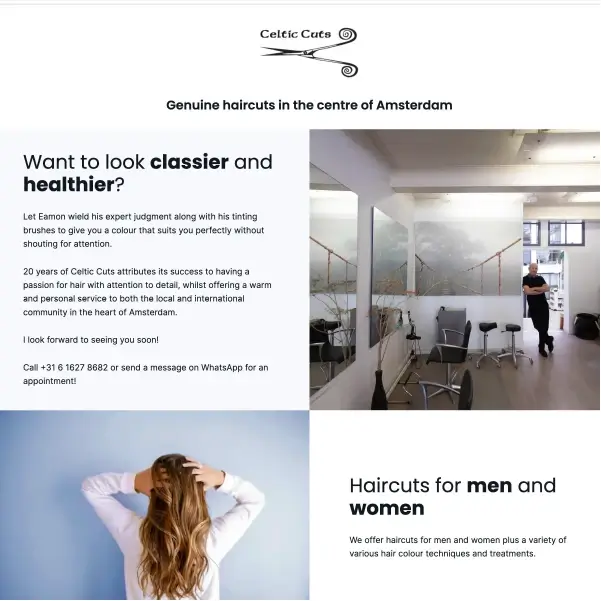 Celtic Cuts
Genuine haircuts in the centre of Amsterdam
Want to look classier and
healthier?
Let Eamon wield his expert judgment along with his tinting
brushes to give you a colour that suits you perfectly without
shouting for attention.
20 years of Celtic Cuts attributes its success to having a
passion for hair with attention to detail, whilst offering a warm
and personal service to both the local and international
community in the heart of Amsterdam.
I look forward to seeing you soon!
Call +31 6 1627 8682 or send a message on WhatsApp for an
appointment!
Haircuts for men and
women
We offer haircuts for men and women plus a variety of
various hair colour techniques and treatments.